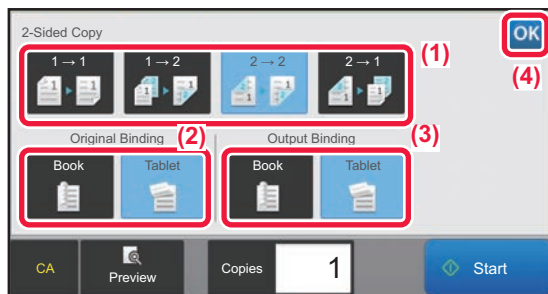 2-Sided Copy
OK
(1)
(4)
1 → 1
1 → 2
2 → 2
2 → 1
Original Binding (2)
Output Binding (3)
Book
Tablet
Book
Tablet
CA
Preview
Copies
1
Start